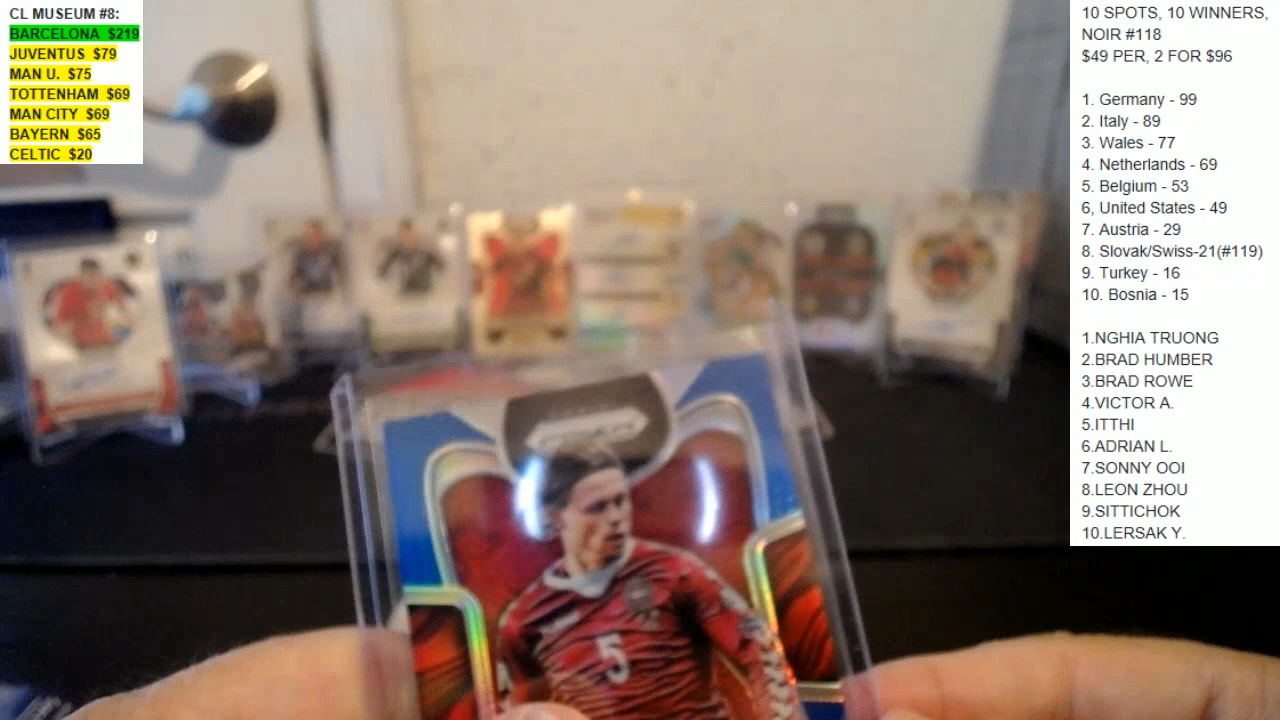 CL MUSEUM #8:
BARCELONA $219
JUVENTUS $79
MAN U. $75
TOTTENHAM $69
MAN CITY $69
BAYERN $65
CELTIC $20
10 SPOTS, 10 WINNERS,
NOIR #118
$49 PER, 2 FOR $96
1. Germany - 99
2. Italy - 89
3. Wales - 77
4. Netherlands - 69
5. Belgium - 53
6, United States - 49
7. Austria - 29
8. Slovak/Swiss-21(#119)
9. Turkey - 16
10. Bosnia - 15
1.NGHIA TRUONG
2.BRAD HUMBER
3.BRAD ROWE
4.VICTOR A.
5.ITTHI
6.ADRIAN L.
7.SONNY OOI
8.LEON ZHOU
9.SITTICHOK
10.LERSAK Y.
5